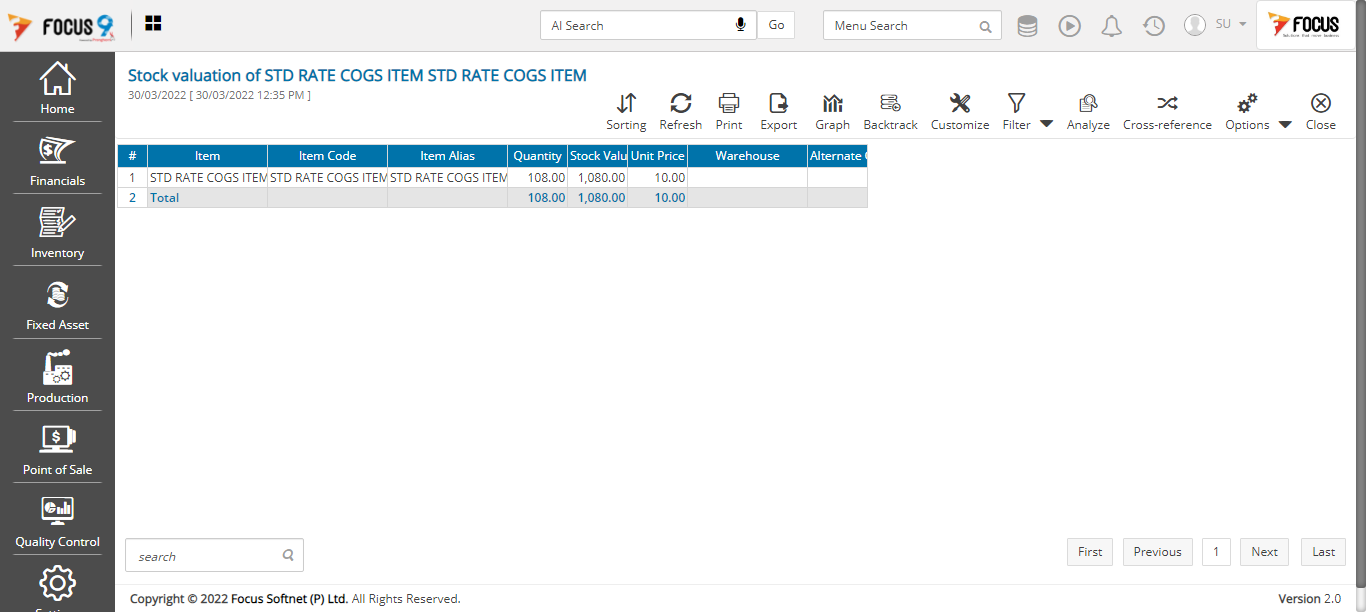 FOCUS 9
AI Search
Go
Menu Search
SU
FOCUS
Home
Financials
Inventory
Fixed Asset
Production
Point of Sale
Quality Control
Stock valuation of STD RATE COGS ITEM STD RATE COGS ITEM
30/03/2022 [ 30/03/2022 12:35 PM ]
Sorting Refresh Print Export Graph Backtrack Customize Filter Analyze Cross-reference Options Close
# Item Item Code Item Alias Quantity Stock Valu Unit Price Warehouse Alternate
1 STD RATE COGS ITEM STD RATE COGS ITEM STD RATE COGS ITEM 108.00 1,080.00 10.00
2 Total 108.00 1,080.00 10.00
search
First Previous 1 Next Last
Copyright © 2022 Focus Softnet (P) Ltd. All Rights Reserved.
Version 2.0